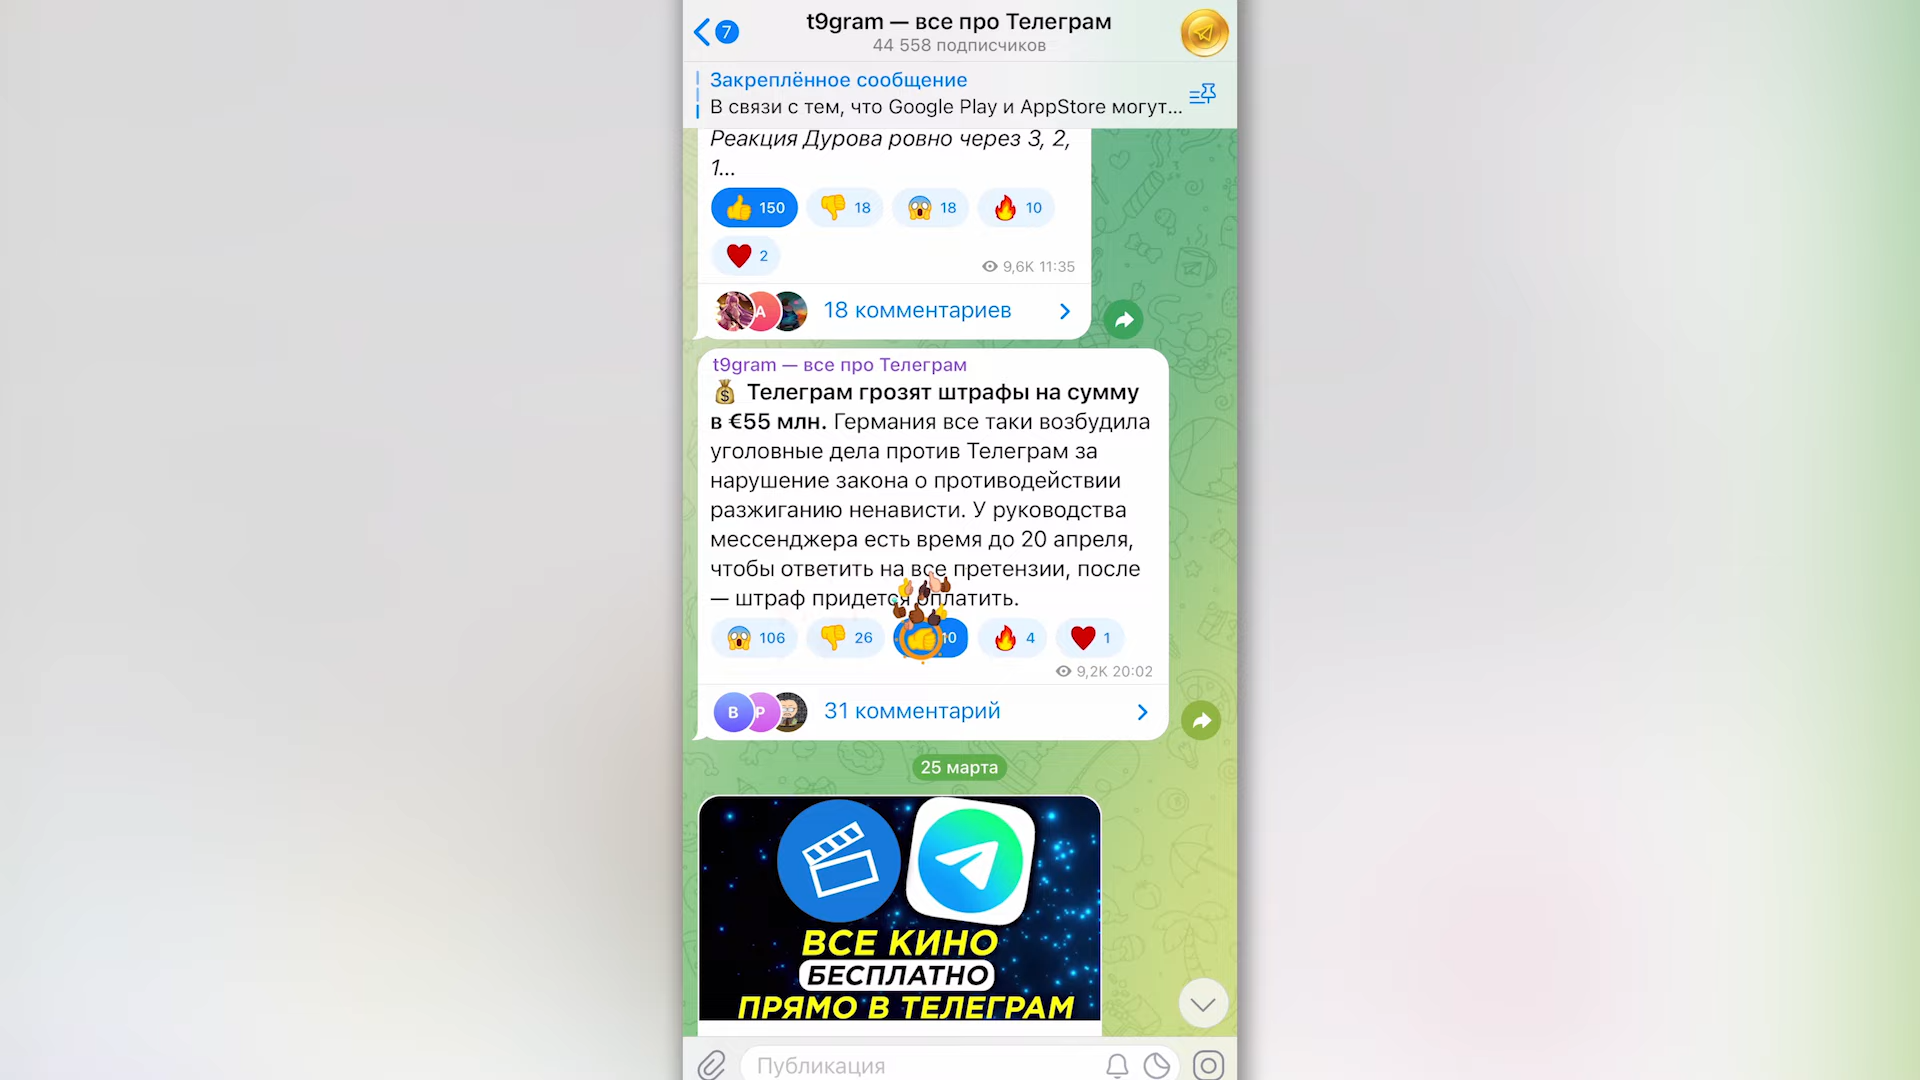 7
t9gram — все про Телеграм
44 558 подписчиков
Закреплённое сообщение
В связи с тем, что Google Play и AppStore могут...
Реакция Дурова ровно через 3, 2,
1...
150 18 18 10
2
9,6K 11:35
A
18 комментариев
t9gram — все про Телеграм
Телеграм грозят штрафы на сумму
в €55 млн. Германия все таки возбудила
уголовные дела против Телеграм за
нарушение закона о противодействии
разжиганию ненависти. У руководства
мессенджера есть время до 20 апреля,
чтобы ответить на все претензии, после
— штраф придется оплатить.
106 26 10 4 1
9,2K 20:02
B P
31 комментарий
25 марта
ВСЕ КИНО
БЕСПЛАТНО
ПРЯМО В ТЕЛЕГРАМ
Публикация